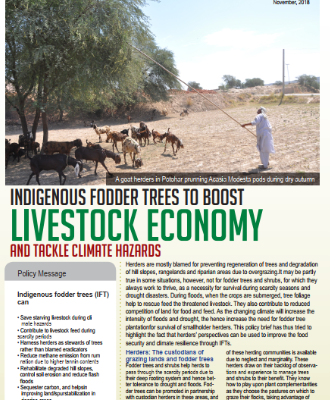 November, 2018
A goat herders in Potohar prunning Acasia Modesta pods during dry autumn
INDIGENOUS FODDER TREES TO BOOST
LIVESTOCK ECONOMY
AND TACKLE CLIMATE HAZARDS
Policy Message
Indigenous fodder trees (IFT)
can
• Save starving livestock during cli
mate hazards
• Contribute to livestock feed during
scarcity periods
• Harness herders as stewards of trees
rather than blamed eradicators
• Reduce methane emission from rum
rinaion due to higher tannin contents
• Rehabilitate degraded hill slopes,
control soil erosion and reduce flash
floods
• Sequester carbon, and helpsin
improving land/spurstubilization in
Herders are mostly blamed for preventing regeneration of trees and degradation
of hill slopes, rangelands and riparian areas due to overgrazing.It may be partly
true in some situations, however, not for fodder trees and shrubs, for which they
always work to thrive, as a necessity for survival during scarcity seasons and
drought disasters. During floods, when the crops are submerged, tree foliage
help to rescue feed the threatened livestock. They also contribute to reduced
competition of land for food and feed. As the changing climate will increase the
intensity of floods and drought, the hence increase the need for fodder tree
plantationfor survival of smallholder herders. This policy brief has thus tried to
highlight the fact that herders' perspectives can be used to improve the food
security and climate resilience through IFTs.
Herders: The custodians of
grazing lands and fodder trees
Fodder trees and shrubs help herds to
pass through the scarcity periods due to
their deep rooting system and hence bet-
ter tolerance to drought and floods. Fod-
der trees can be promoted in partnership
with custodian herders in these areas, and
of these herding communities is available
due to neglect and marginality. These
herders draw on their backlog of observa-
tions and experience to manage trees
and shrubs to their benefit. They know
how to play upon plant complementarities
as they choose the pastures on which to
graze their flocks, taking advantage of